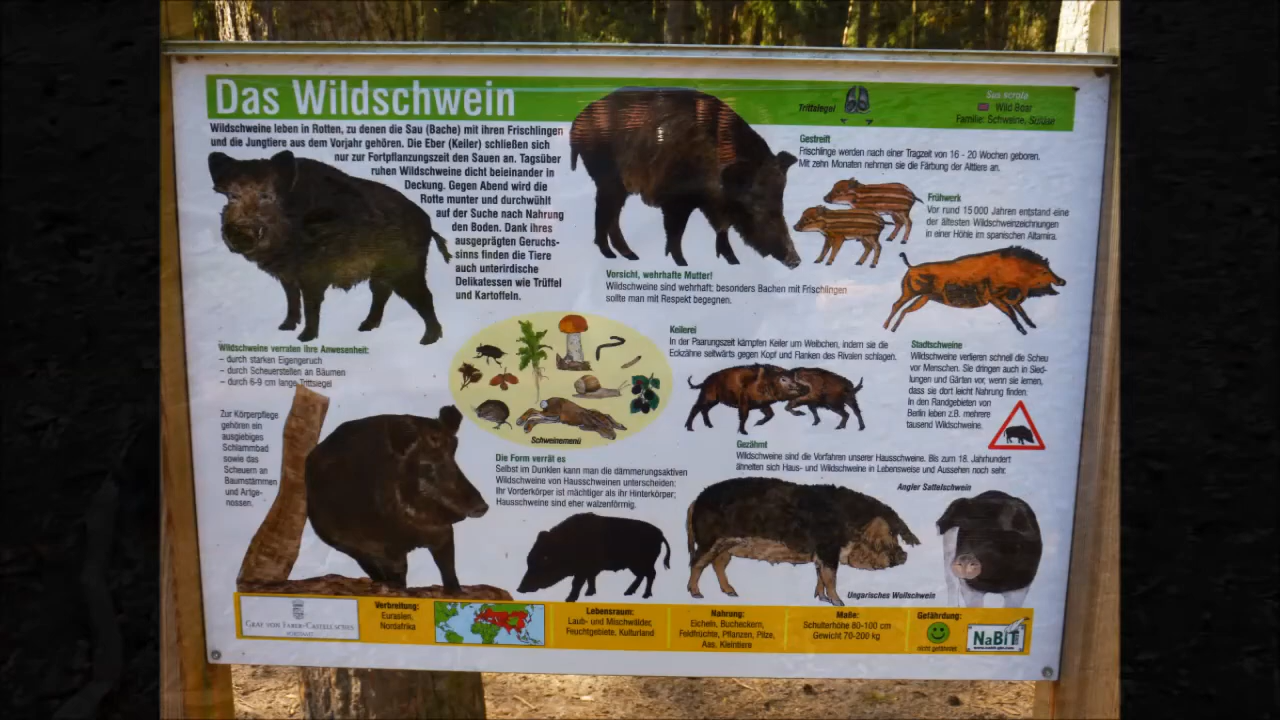 Das Wildschwein
Trittsiegel
Sus scrofa
Wild Boar
Familie: Schweine, Suidae
Wildschweine leben in Rotten, zu denen die Sau (Bache) mit ihren Frischlingen
und die Jungtiere aus dem Vorjahr gehören. Die Eber (Keiler) schließen sich
nur zur Fortpflanzungszeit den Sauen an. Tagsüber
ruhen Wildschweine dicht beieinander in
Deckung. Gegen Abend wird die
Rotte munter und durchwühlt
auf der Suche nach Nahrung
den Boden. Dank ihres
ausgeprägten Geruchs-
sinns finden die Tiere
auch unterirdische
Delikatessen wie Trüffel
und Kartoffeln.
Gestreift
Frischlinge werden nach einer Tragzeit von 16 - 20 Wochen geboren.
Mit zehn Monaten nehmen sie die Färbung der Alttiere an.
Frühwerk
Vor rund 15 000 Jahren entstand eine
der ältesten Wildschweinzeichnungen
in einer Höhle im spanischen Altamira.
Vorsicht, wehrhafte Mutter!
Wildschweine sind wehrhaft: besonders Bachen mit Frischlingen
sollte man mit Respekt begegnen.
Keilerei
In der Paarungszeit kämpfen Keiler um Weibchen, indem sie die
Eckzähne seitwärts gegen Kopf und Flanken des Rivalen schlagen.
Stadtschweine
Wildschweine verlieren schnell die Scheu
vor Menschen. Sie dringen auch in Sied-
lungen und Gärten vor, wenn sie lernen,
dass sie dort leicht Nahrung finden.
In den Randgebieten von
Berlin leben z.B. mehrere
tausend Wildschweine.
Wildschweine verraten ihre Anwesenheit:
– durch starken Eigengeruch
– durch Scheuerstellen an Bäumen
– durch 6-9 cm lange Trittsiegel
Zur Körperpflege
gehören ein
ausgiebiges
Schlammbad
sowie das
Scheuern an
Baumstämmen
und Artge-
nossen.
Schweinemenü
Die Form verrät es
Selbst im Dunklen kann man die dämmerungsaktiven
Wildschweine von Hausschweinen unterscheiden:
Ihr Vorderkörper ist mächtiger als ihr Hinterkörper;
Hausschweine sind eher walzenförmig.
Gezähmt
Wildschweine sind die Vorfahren unserer Hausschweine. Bis zum 18. Jahrhundert
ähnelten sich Haus- und Wildschweine in Lebensweise und Aussehen noch sehr.
Angler Sattelschwein
Ungarisches Wollschwein
Graf von Faber-Castell'sches
Verbreitung:
Eurasien,
Nordafrika
Lebensraum:
Laub- und Mischwälder,
Feuchtgebiete, Kulturland
Nahrung:
Eicheln, Bucheckern,
Feldfrüchte, Pflanzen, Pilze,
Aas, Kleintiere
Maße:
Schulterhöhe 80-100 cm
Gewicht 70-200 kg
Gefährdung:
nicht gefährdet
NaBiT